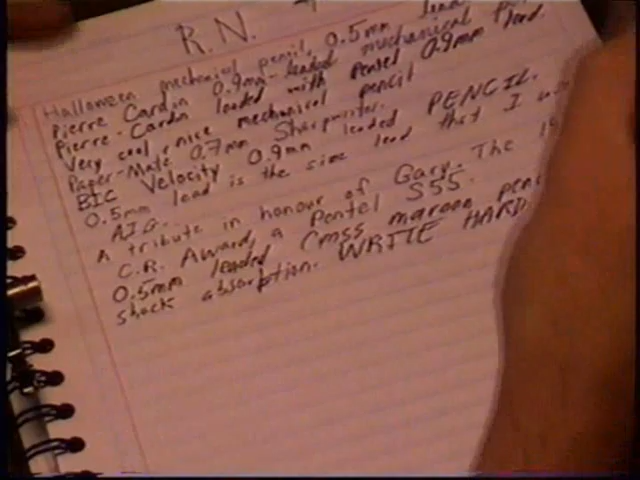 R.N.
Halloween mechanical pencil, 0.5mm lead
Pierre Cardin 0.9mm-leaded mechanical
Pierre-Cardin loaded with Pentel 0.9mm lead.
Very cool & nice mechanical pencil
Paper-Mate 0.7mm Sharpwriter.
BIC Velocity 0.9mm leaded PENCIL.
0.5mm lead is the size lead that I
A.I.G.
A tribute in honour of Gary. The
C.R. Award, a Pentel S55.
0.5mm leaded Cross maroon
shock absorption. WRITE HARD.